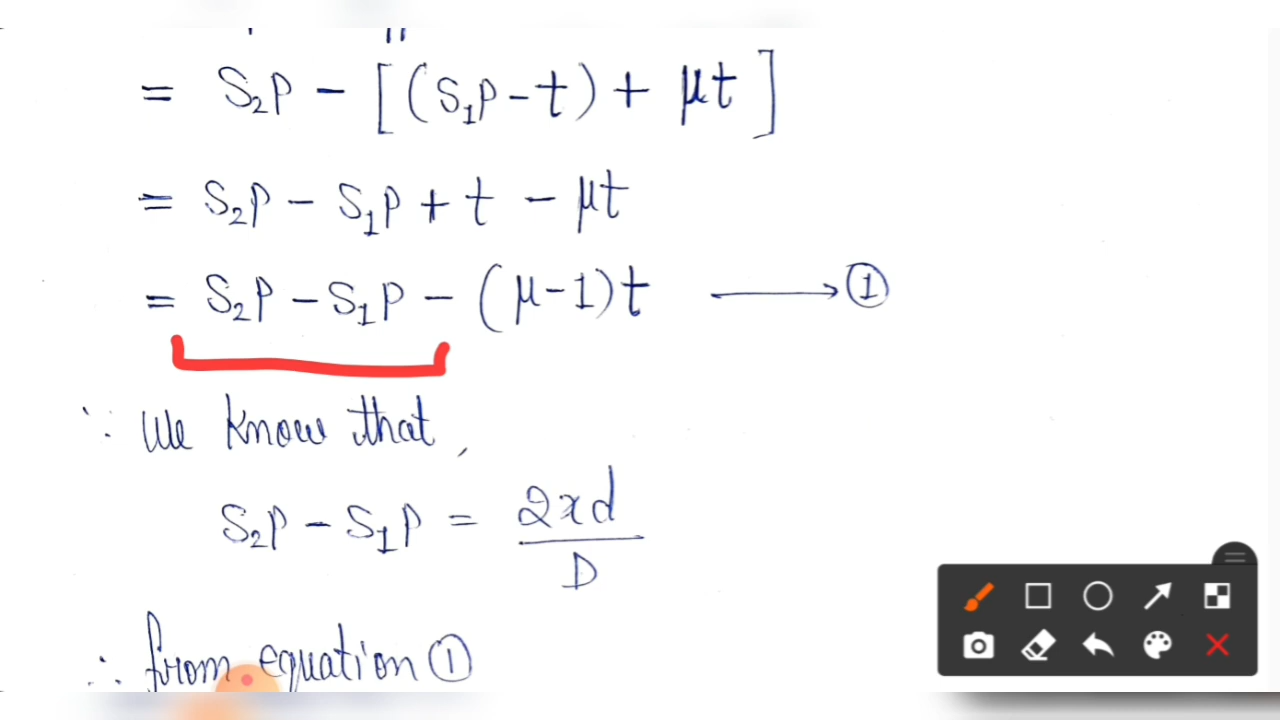 = S₂P - [(S₁P - t) + μt]
= S₂P - S₁P + t - μt
= S₂P - S₁P - (μ-1)t ⟶ ①
∵ We know that,
S₂P - S₁P = 2xd/D
∴ from equation ①